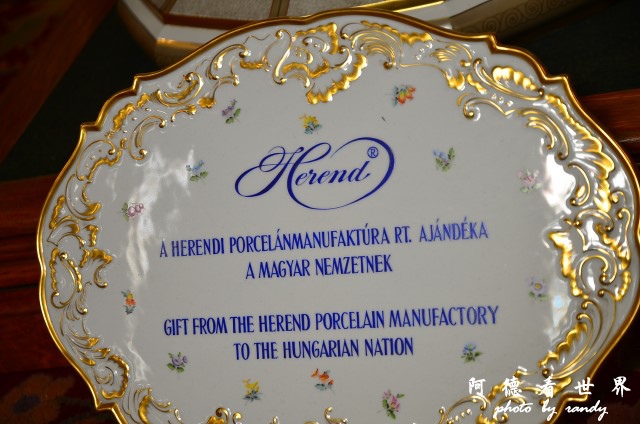 Herend®
A HERENDI PORCELÁNMANUFAKTÚRA RT. AJÁNDÉKA
A MAGYAR NEMZETNEK
GIFT FROM THE HEREND PORCELAIN MANUFACTORY
TO THE HUNGARIAN NATION
阿德看世界
photo by randy